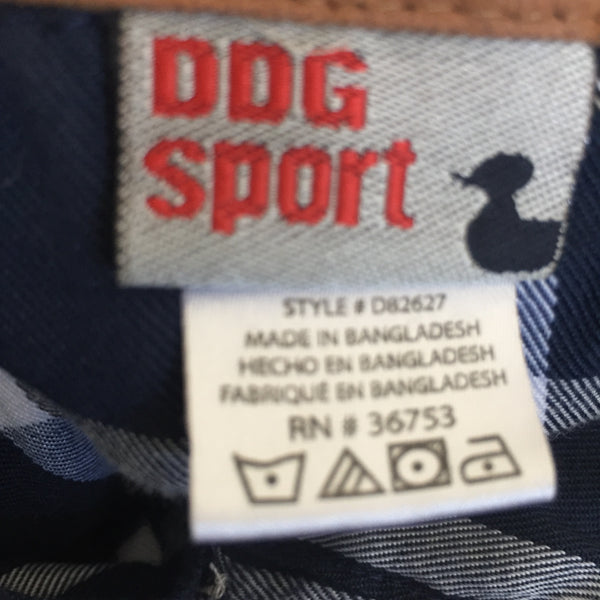 DDG
Sport
STYLE # D82627
MADE IN BANGLADESH
HECHO EN BANGLADESH
FABRIQUÉ EN BANGLADESH
RN # 36753